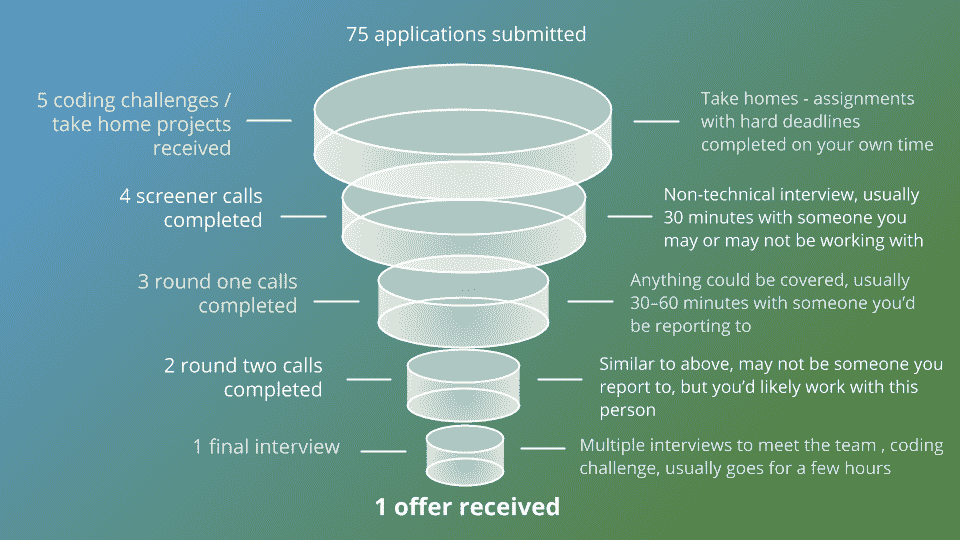 75 applications submitted
5 coding challenges /
take home projects
received
Take homes - assignments
with hard deadlines
completed on your own time
4 screener calls
completed
Non-technical interview, usually
30 minutes with someone you
may or may not be working with
3 round one calls
completed
...
Anything could be covered, usually
30–60 minutes with someone you’d
be reporting to
2 round two calls
completed
Similar to above, may not be someone you
report to, but you’d likely work with this
person
1 final interview
Multiple interviews to meet the team , coding
challenge, usually goes for a few hours
1 offer received